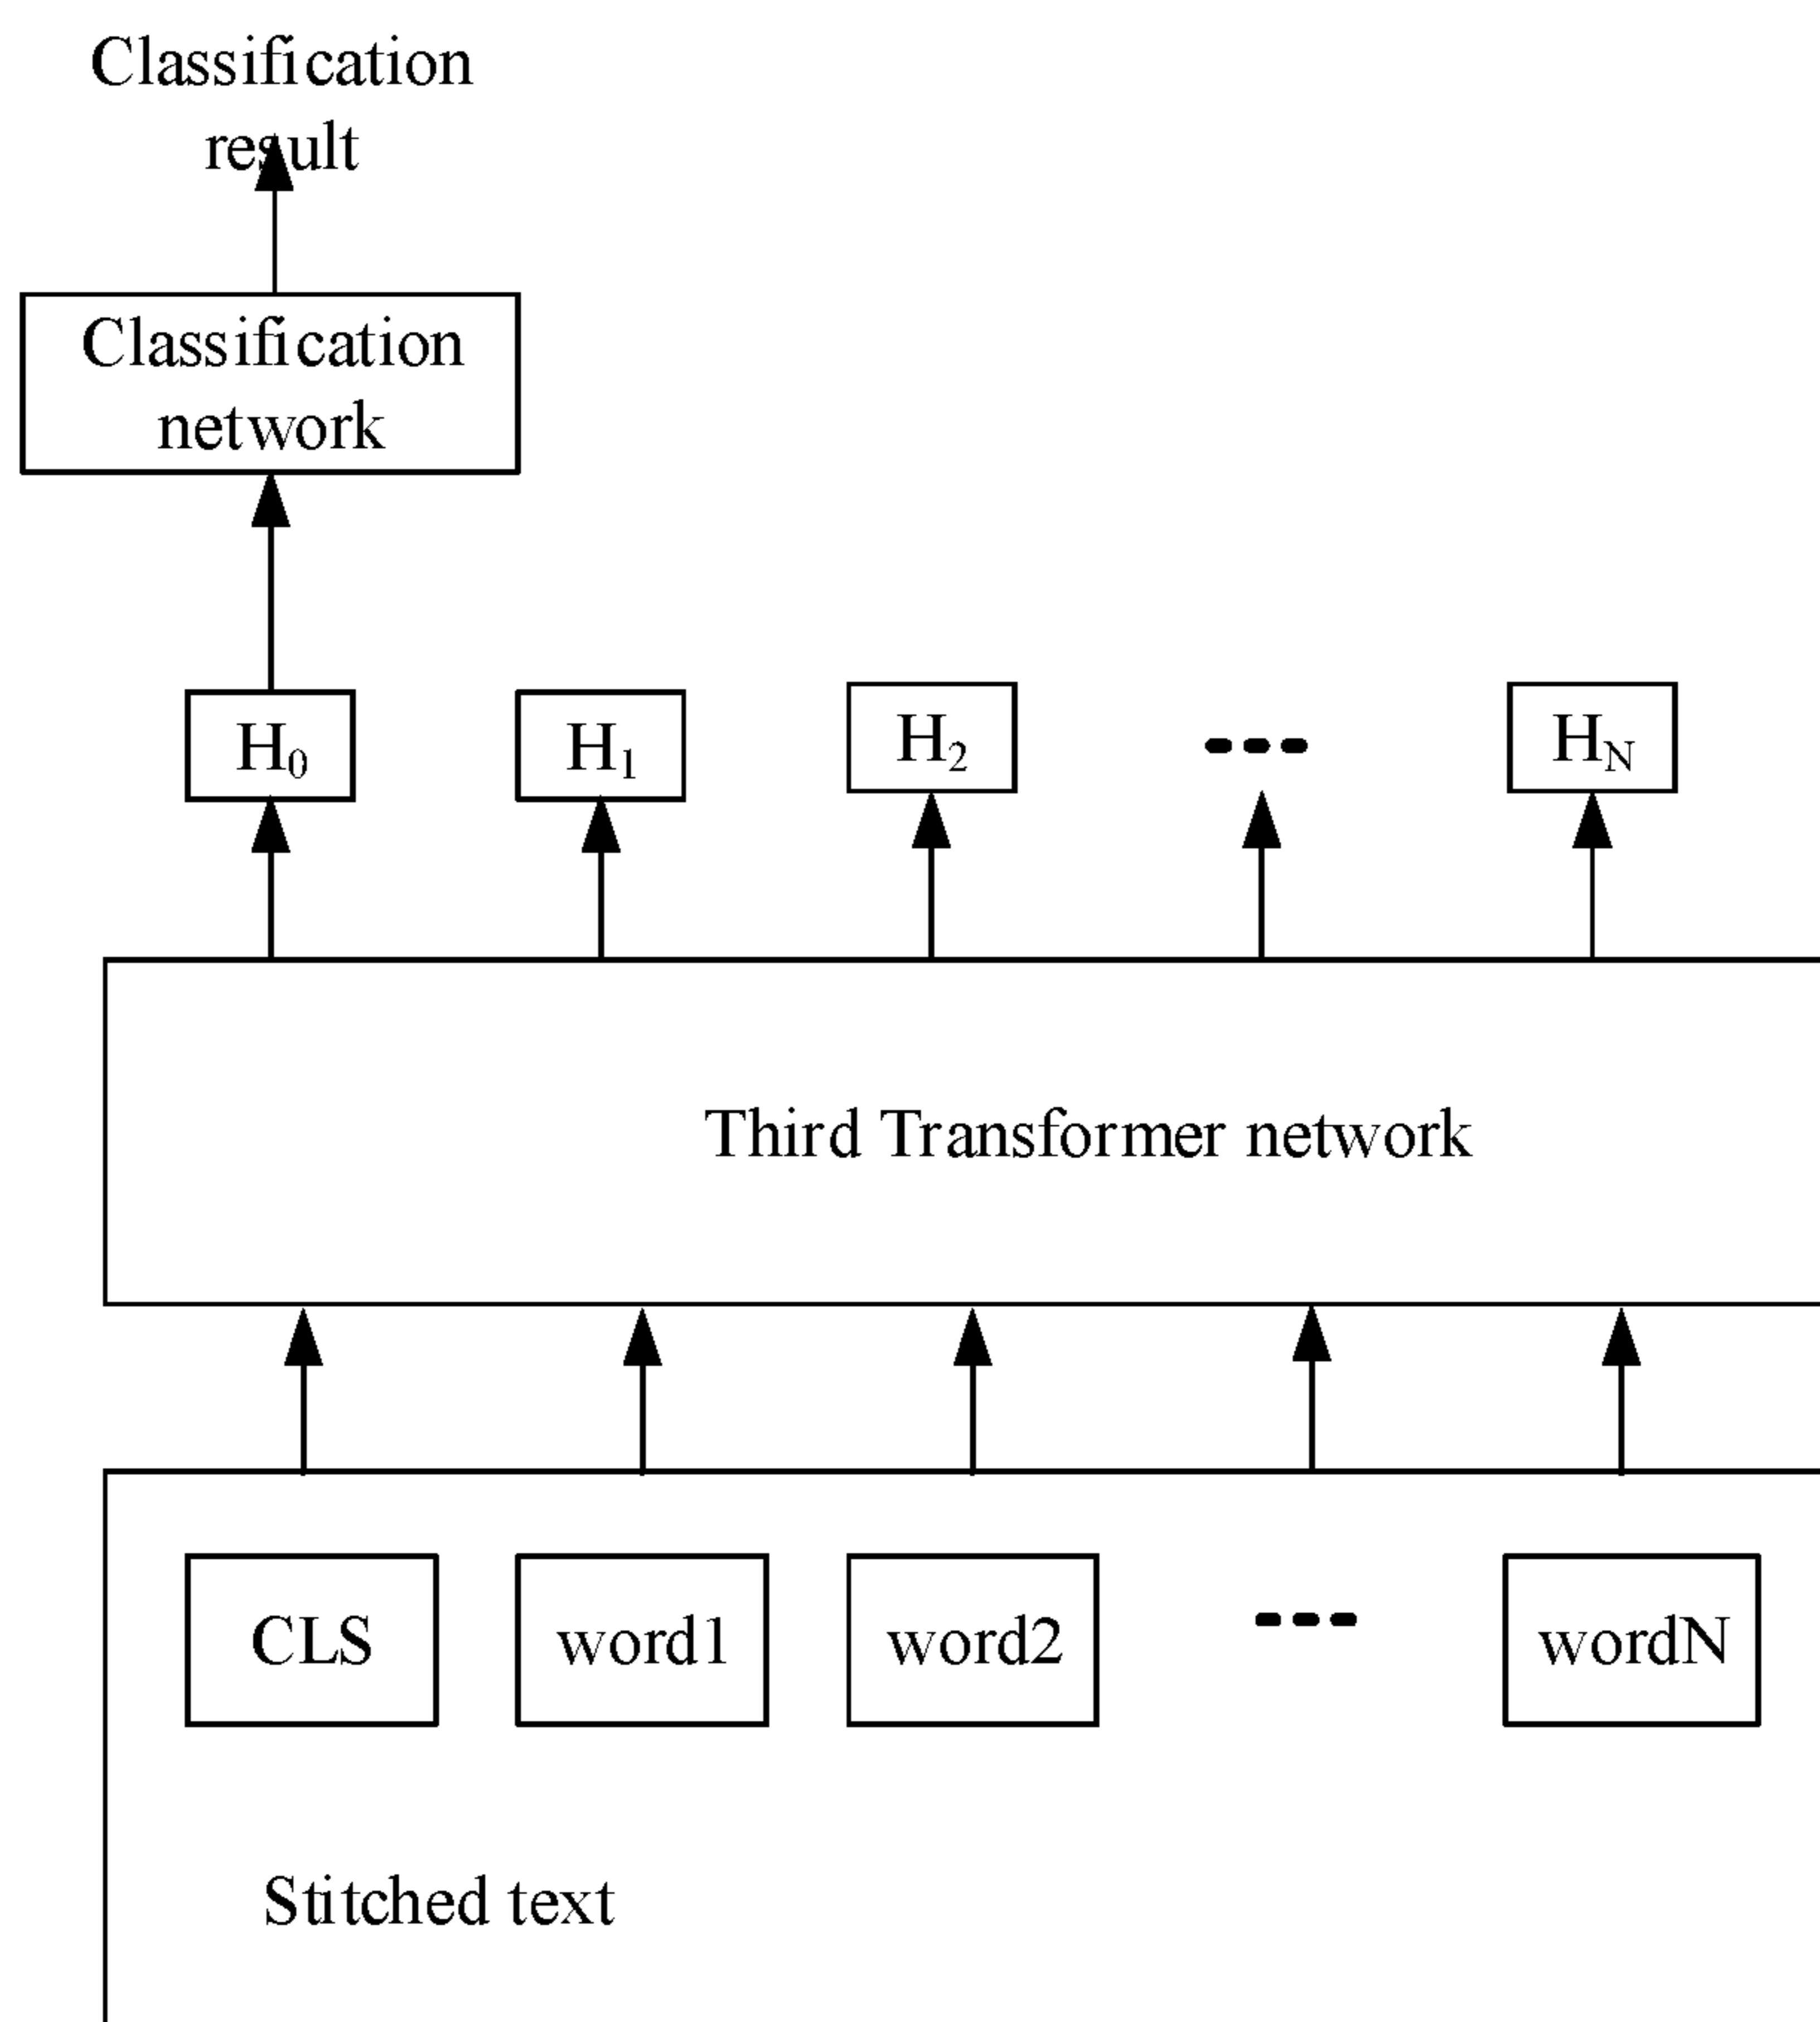 Classification
result
Classification
network
H₀ H₁ H₂ HN
Third Transformer network
CLS word1 word2 wordN
Stitched text